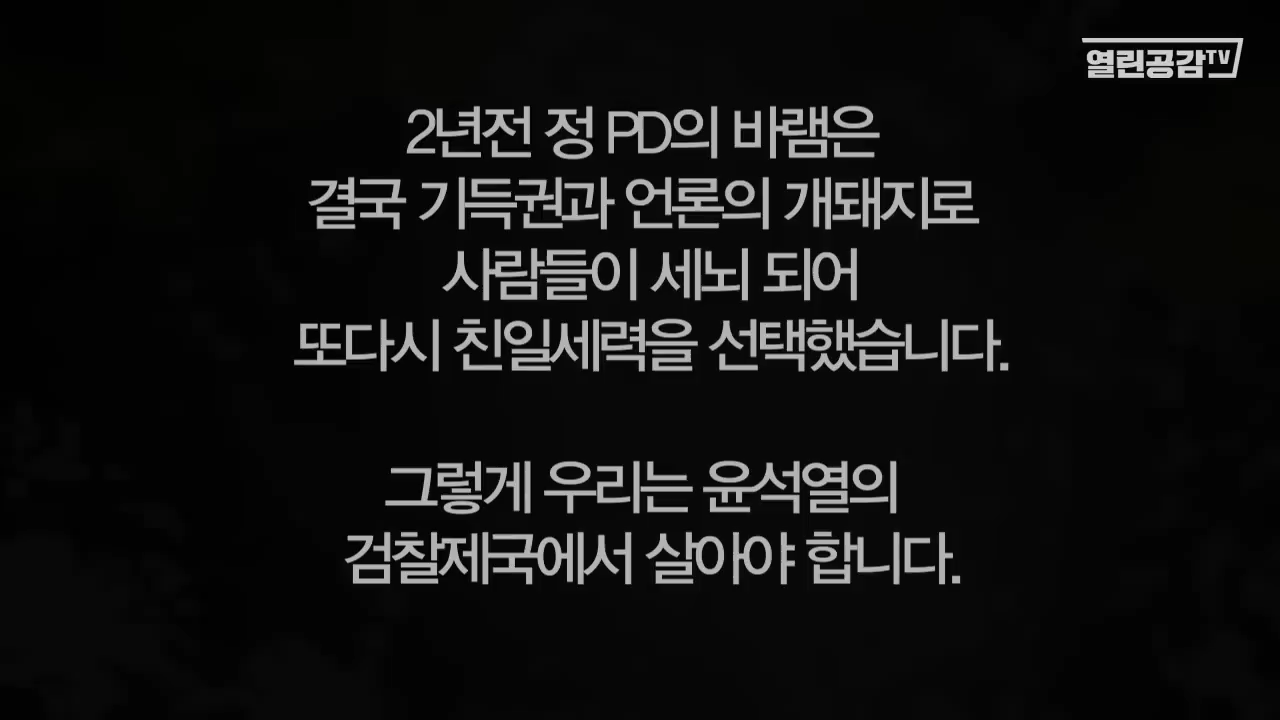 열린공감TV
2년전 정 PD의 바램은
결국 기득권과 언론의 개돼지로
사람들이 세뇌 되어
또다시 친일세력을 선택했습니다.
그렇게 우리는 윤석열의
검찰제국에서 살아야 합니다.